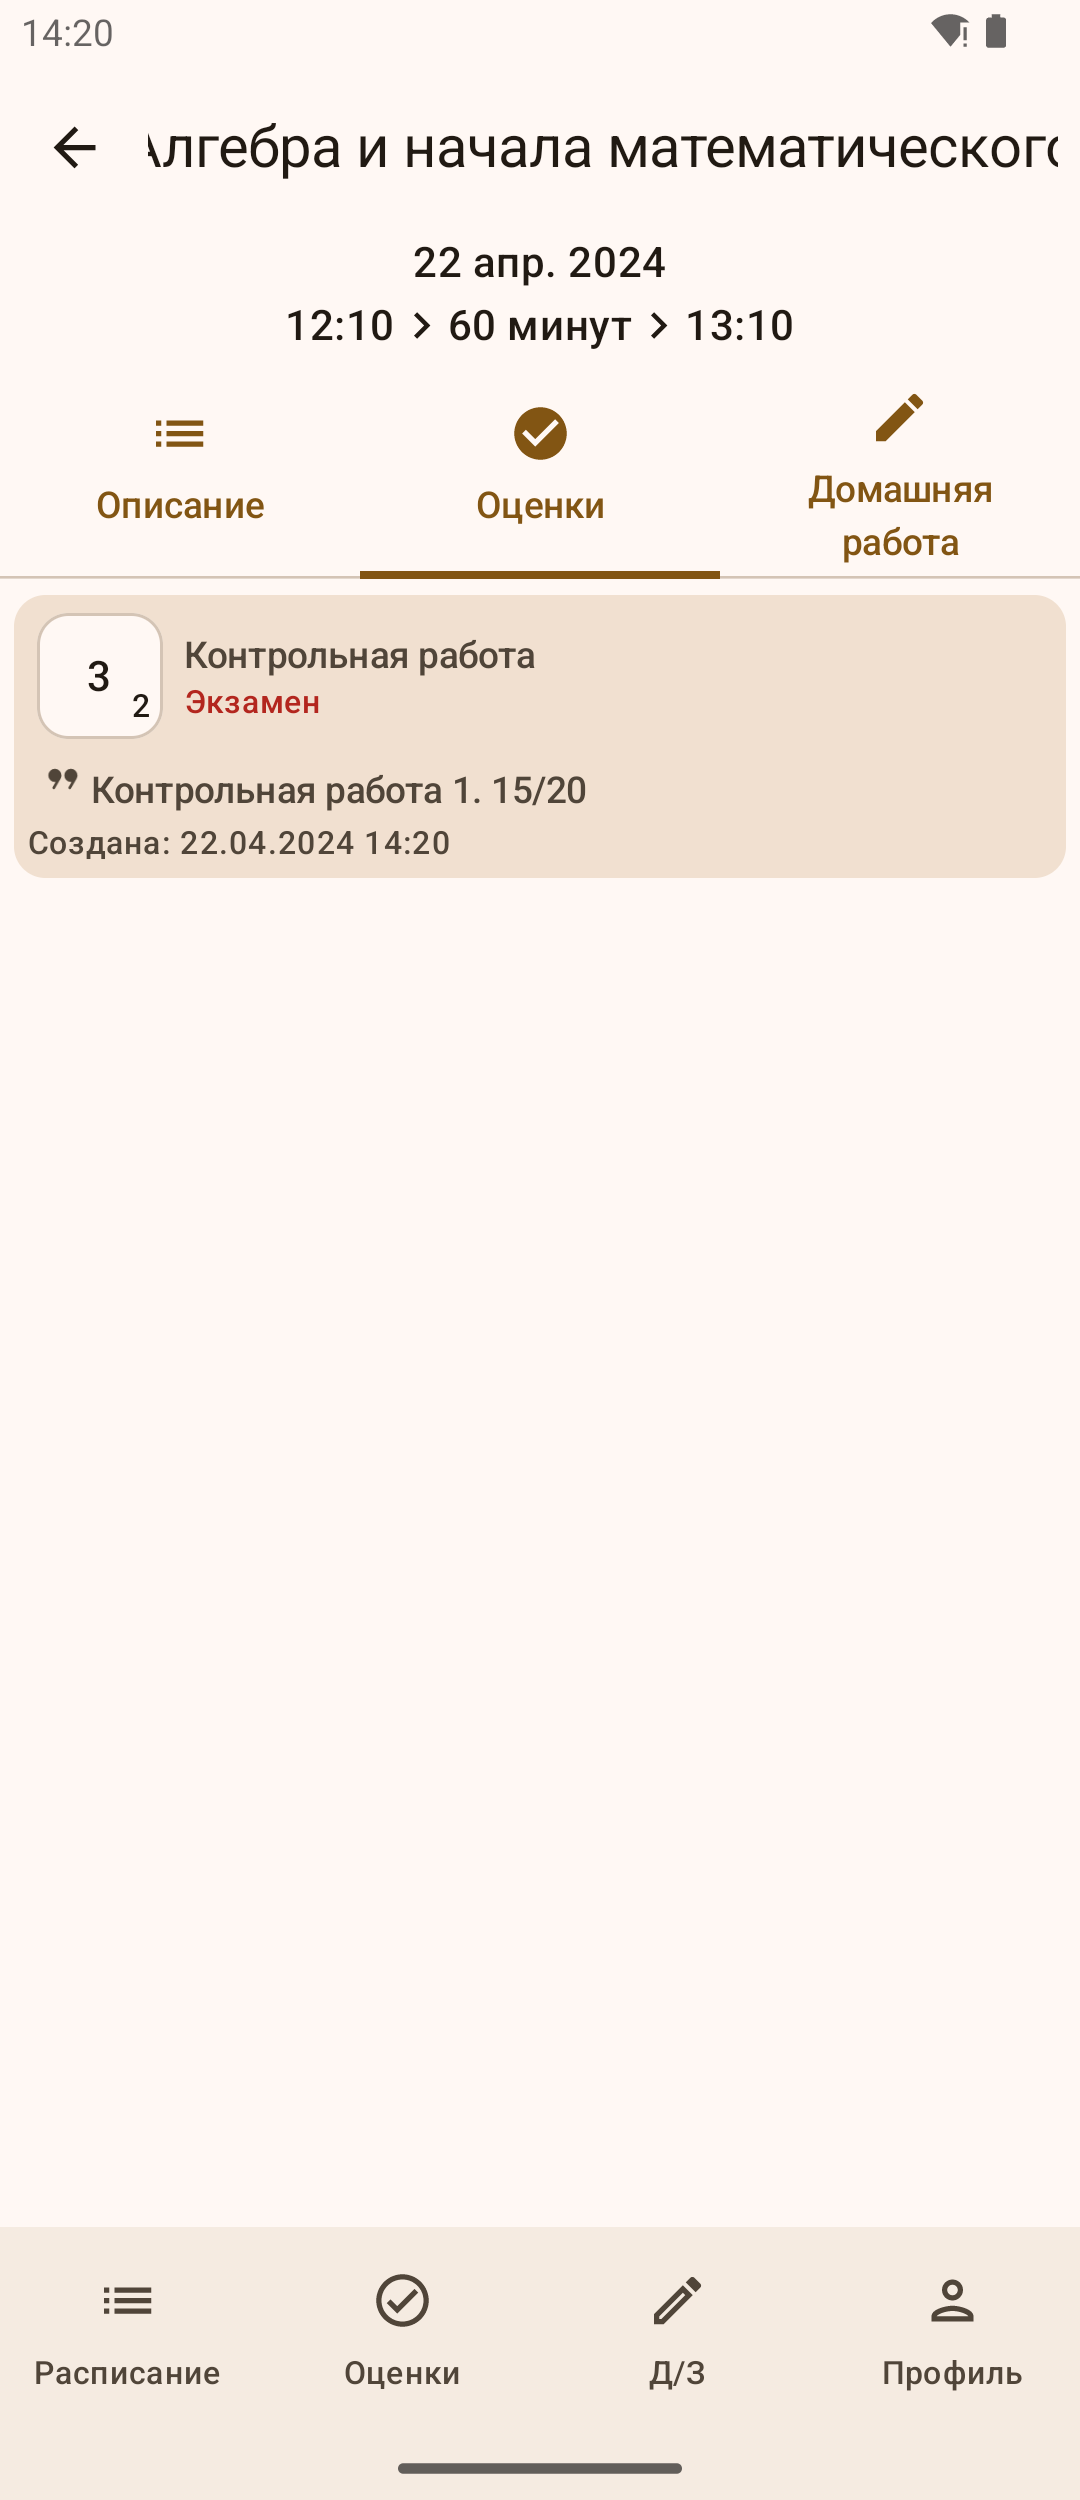 14:20
Алгебра и начала математического
22 апр. 2024
12:10 > 60 минут > 13:10
Описание
Оценки
Домашняя
работа
3
2
Контрольная работа
Экзамен
Контрольная работа 1. 15/20
Создана: 22.04.2024 14:20
Расписание
Оценки
Д/З
Профиль